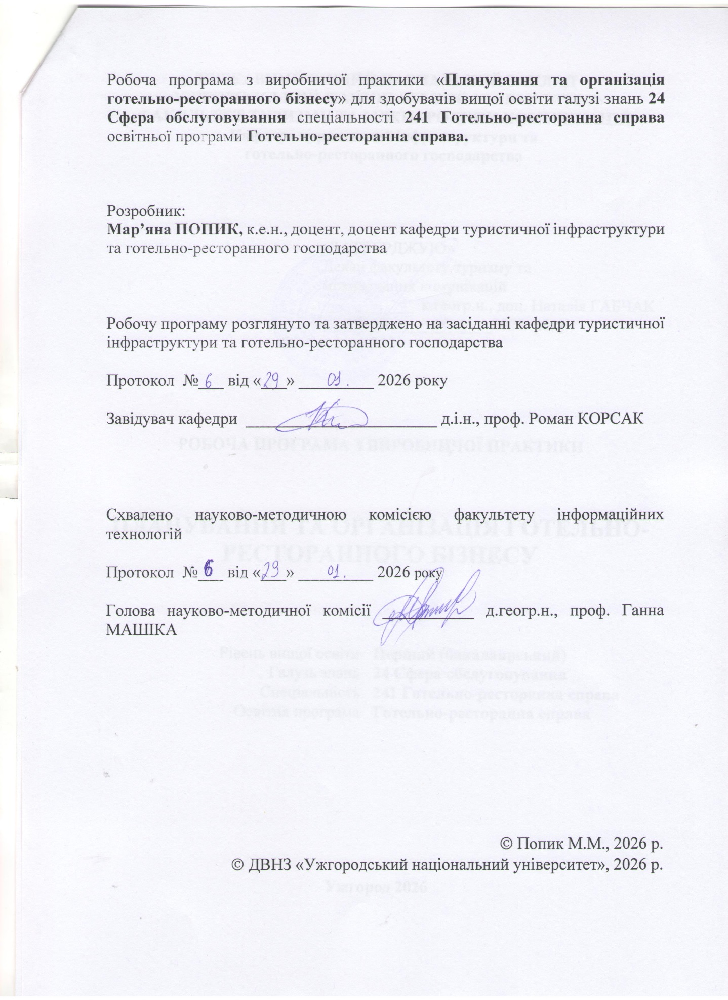 Робоча програма з виробничої практики «Планування та організація
готельно-ресторанного бізнесу» для здобувачів вищої освіти галузі знань 24
Сфера обслуговування спеціальності 241 Готельно-ресторанна справа
освітньої програми Готельно-ресторанна справа.
Розробник:
Мар’яна ПОПИК, к.е.н., доцент, доцент кафедри туристичної інфраструктури
та готельно-ресторанного господарства
Робочу програму розглянуто та затверджено на засіданні кафедри туристичної
інфраструктури та готельно-ресторанного господарства
Протокол №6 від «29» 01. 2026 року
Завідувач кафедри д.і.н., проф. Роман КОРСАК
Схвалено науково-методичною комісією факультету інформаційних
технологій
Протокол №6 від «29» 01. 2026 року
Голова науково-методичної комісії д.геогр.н., проф. Ганна
МАШІКА
© Попик М.М., 2026 р.
© ДВНЗ «Ужгородський національний університет», 2026 р.